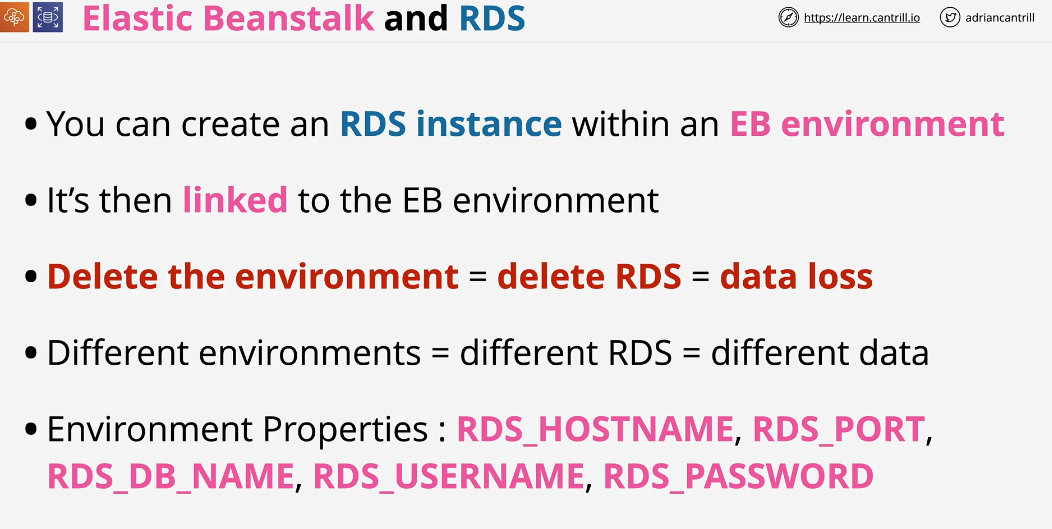 Elastic Beanstalk and RDS
https://learn.cantrill.io
adriancantrill
• You can create an RDS instance within an EB environment
• It’s then linked to the EB environment
• Delete the environment = delete RDS = data loss
• Different environments = different RDS = different data
• Environment Properties : RDS_HOSTNAME, RDS_PORT,
RDS_DB_NAME, RDS_USERNAME, RDS_PASSWORD